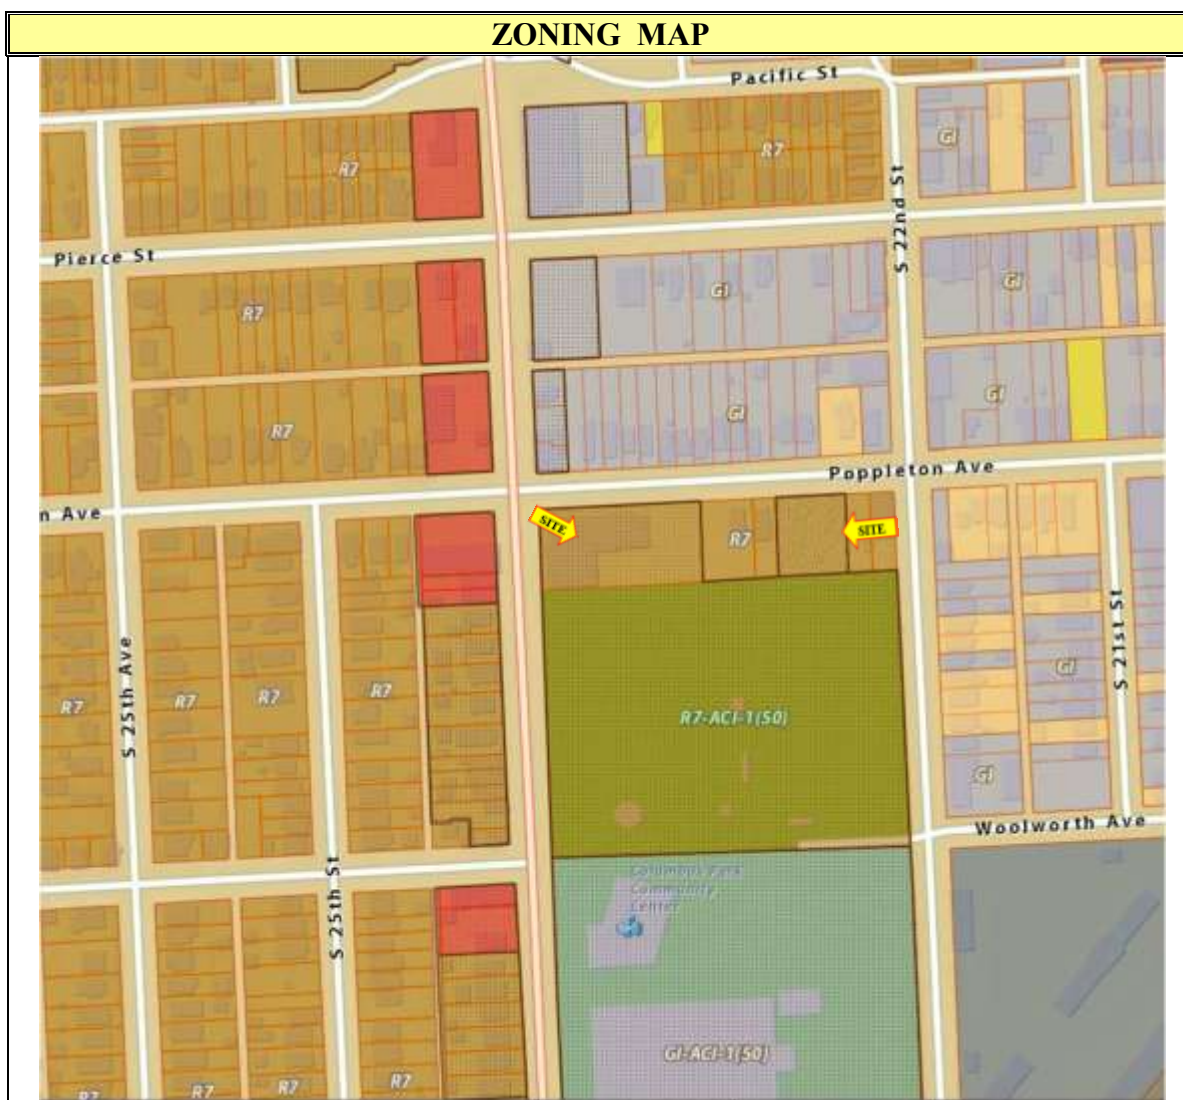 ZONING MAP
Pacific St
R7
R7
GI
S 22nd St
Pierce St
R7
GI
GI
R7
GI
GI
Poppleton Ave
n Ave
SITE
R7
SITE
S 25th Ave
R7
R7
R7
R7
R7-ACI-1(50)
GI
S 21st St
GI
Woolworth Ave
S 25th St
Columbus Park
Community
Center
GI-ACI-1(50)
R7
R7
R7
R7